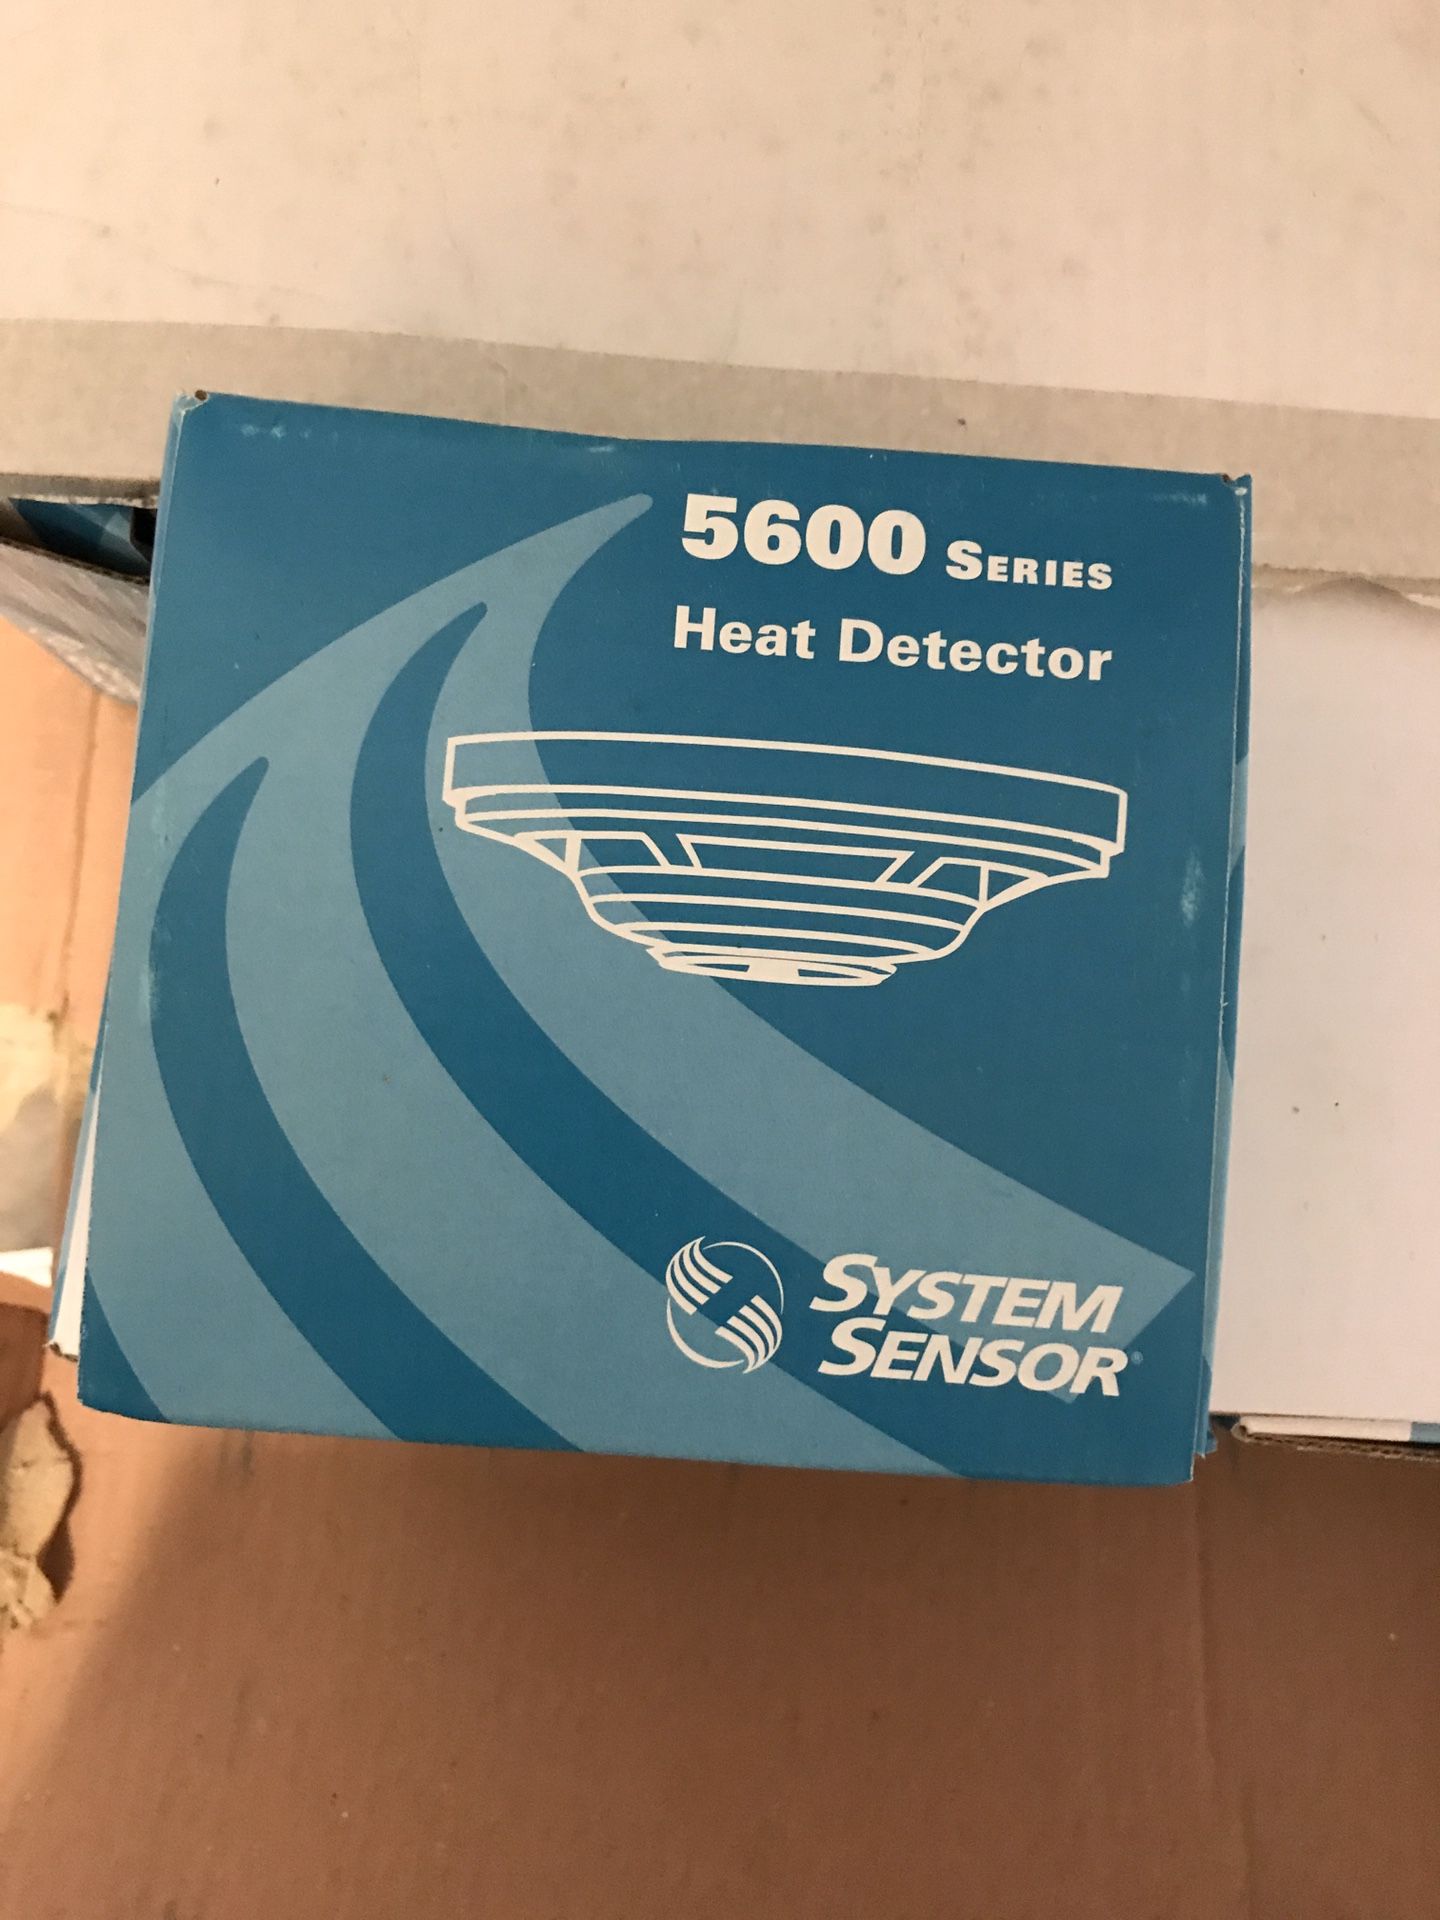 5600 SERIES
Heat Detector
SYSTEM
SENSOR®